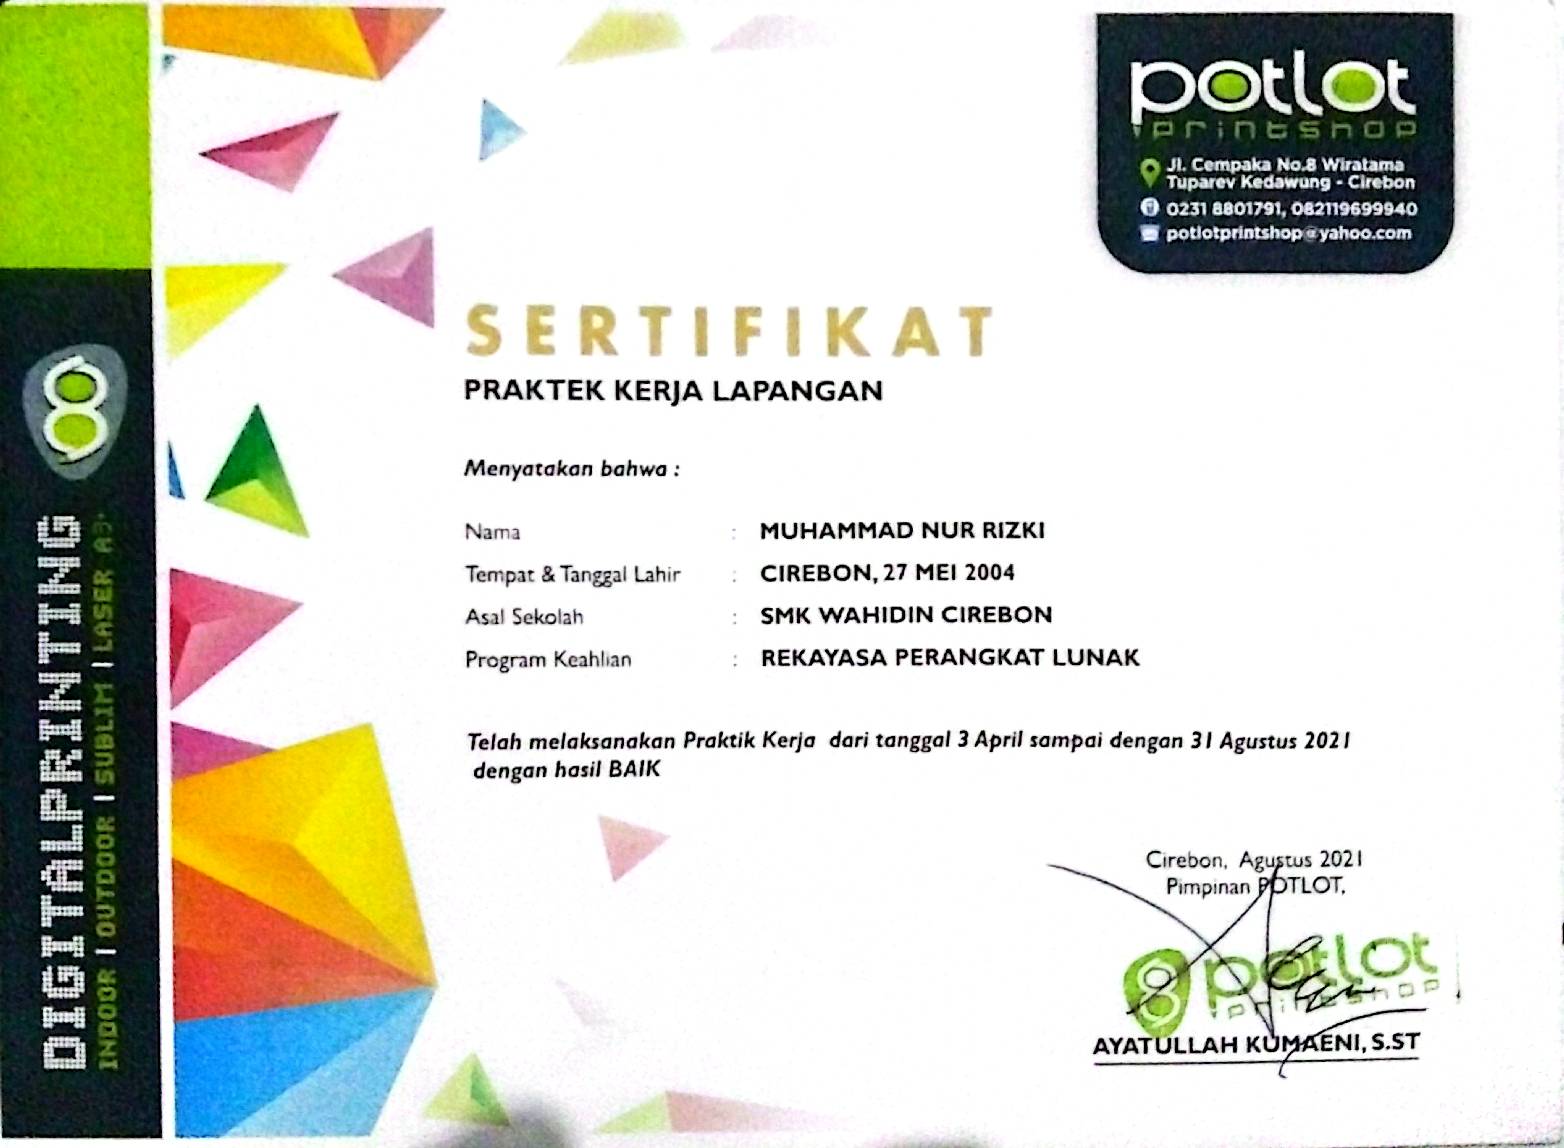 potlot
printshop
Jl. Cempaka No.8 Wiratama
Tuparev Kedawung - Cirebon
0231 8801791, 082119699940
potlotprintshop@yahoo.com
SERTIFIKAT
PRAKTEK KERJA LAPANGAN
Menyatakan bahwa :
Nama : MUHAMMAD NUR RIZKI
Tempat & Tanggal Lahir : CIREBON, 27 MEI 2004
Asal Sekolah : SMK WAHIDIN CIREBON
Program Keahlian : REKAYASA PERANGKAT LUNAK
Telah melaksanakan Praktik Kerja dari tanggal 3 April sampai dengan 31 Agustus 2021
dengan hasil BAIK
Cirebon, Agustus 2021
Pimpinan POTLOT,
potlot
printshop
AYATULLAH KUMAENI, S.ST
DIGITALPRINTING
INDOOR | OUTDOOR | SUBLIM | LASER A3+